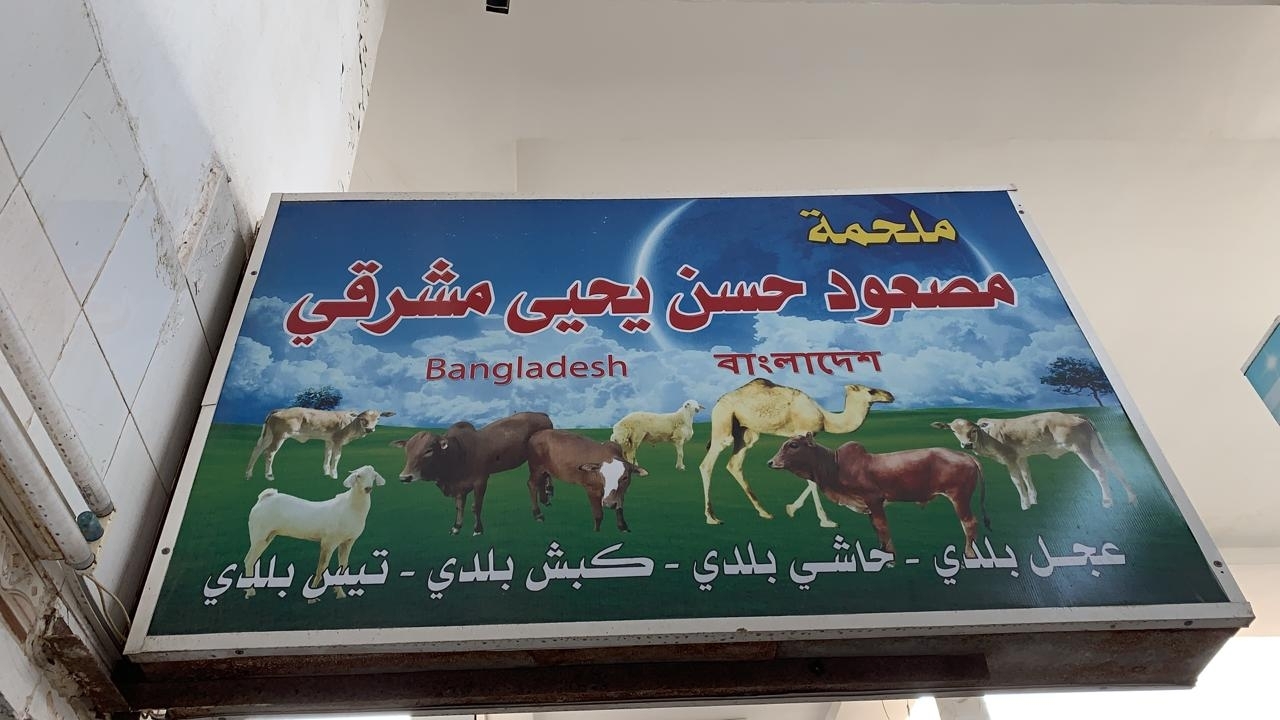 ملحمة
مصعود حسن يحيى مشرقي
Bangladesh বাংলাদেশ
عجل بلدي - حاشي بلدي - كبش بلدي - تيس بلدي